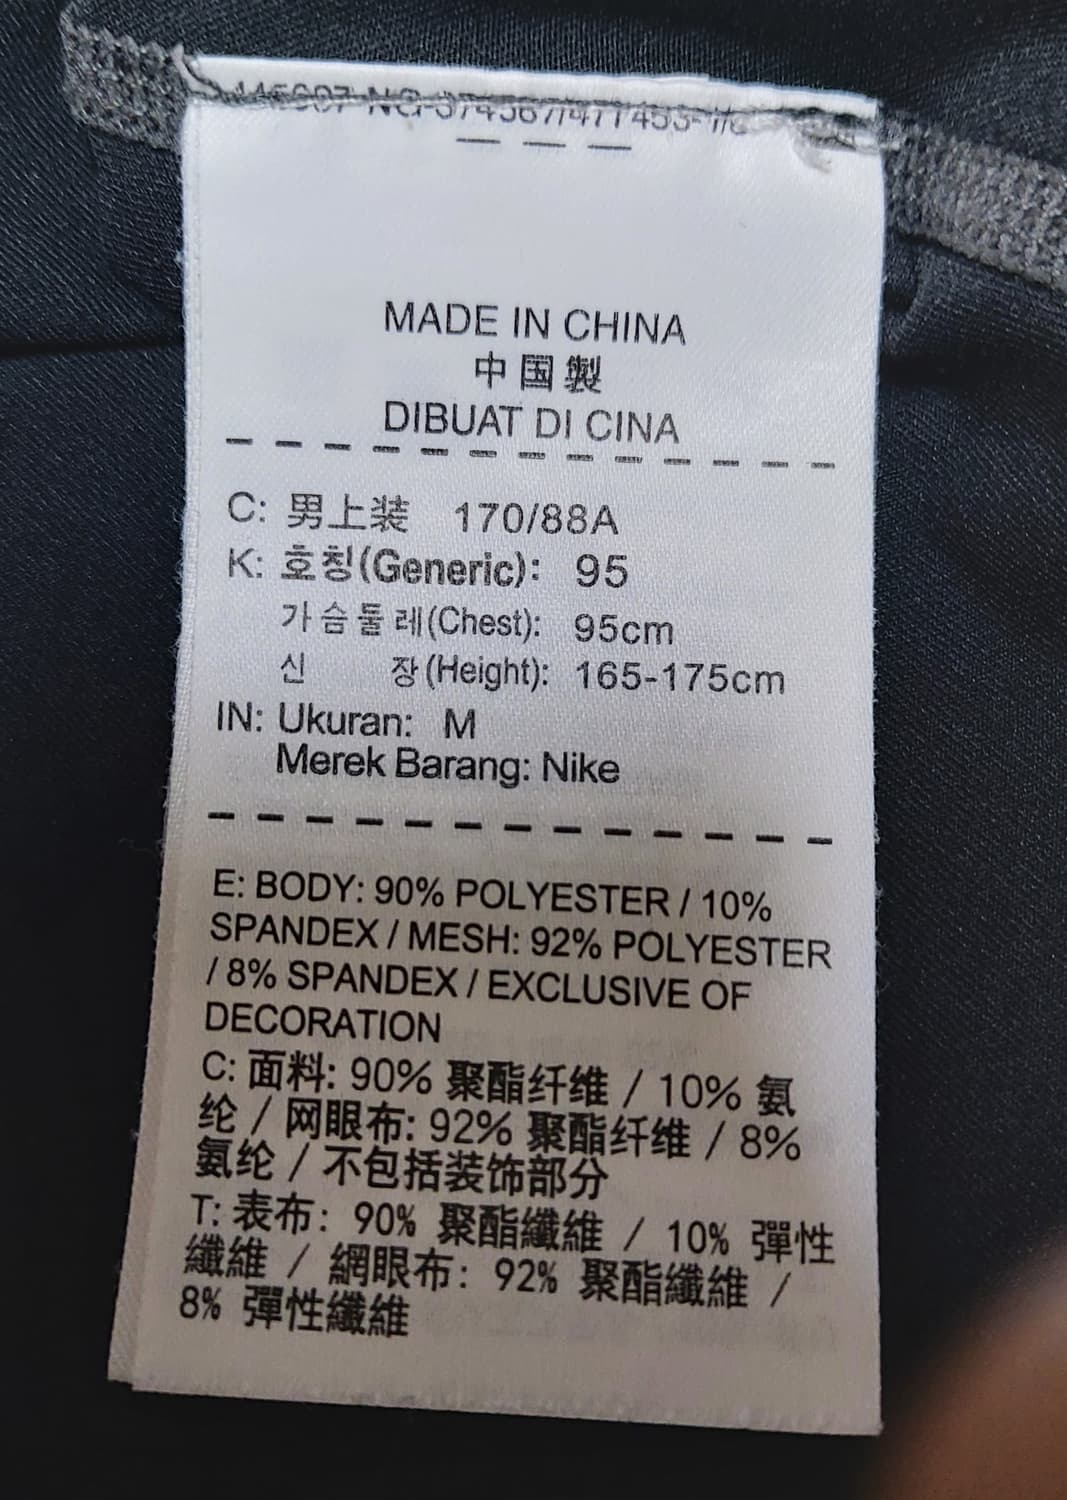 MADE IN CHINA
中国製
DIBUAT DI CINA
C: 男上装 170/88A
K: 호칭(Generic): 95
가슴둘레(Chest): 95cm
신 장(Height): 165-175cm
IN: Ukuran: M
Merek Barang: Nike
E: BODY: 90% POLYESTER / 10%
SPANDEX / MESH: 92% POLYESTER
/ 8% SPANDEX / EXCLUSIVE OF
DECORATION
C: 面料: 90% 聚酯纤维 / 10% 氨
纶 / 网眼布: 92% 聚酯纤维 / 8%
氨纶 / 不包括装饰部分
T: 表布: 90% 聚酯纖維 / 10% 彈性
纖維 / 網眼布: 92% 聚酯纖維 /
8% 彈性纖維